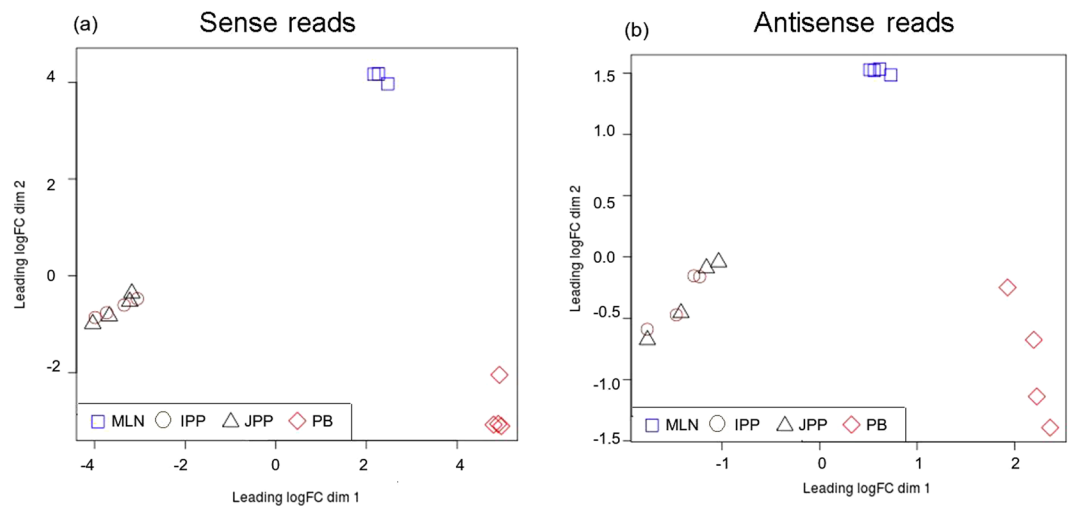 (a) Sense reads
4
2
0
-2
Leading logFC dim 2
MLN IPP JPP PB
-4 -2 0 2 4
Leading logFC dim 1
(b) Antisense reads
1.5
1.0
0.5
0.0
-0.5
-1.0
-1.5
Leading logFC dim 2
MLN IPP JPP PB
-1 0 1 2
Leading logFC dim 1